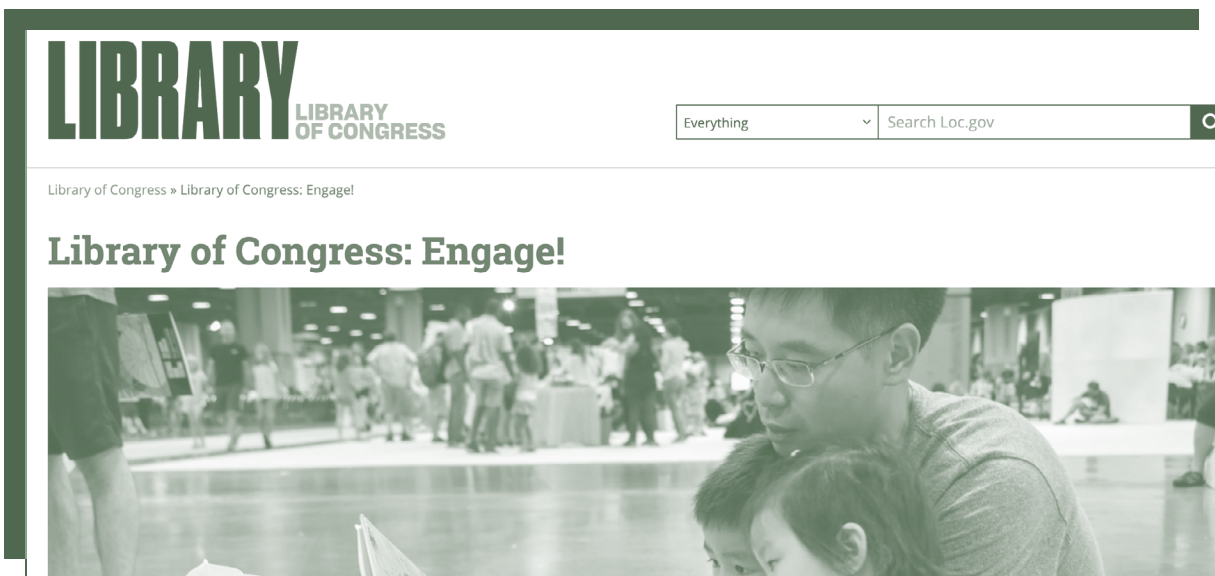 LIBRARY
LIBRARY
OF CONGRESS
Everything
Search Loc.gov
Library of Congress » Library of Congress: Engage!
Library of Congress: Engage!